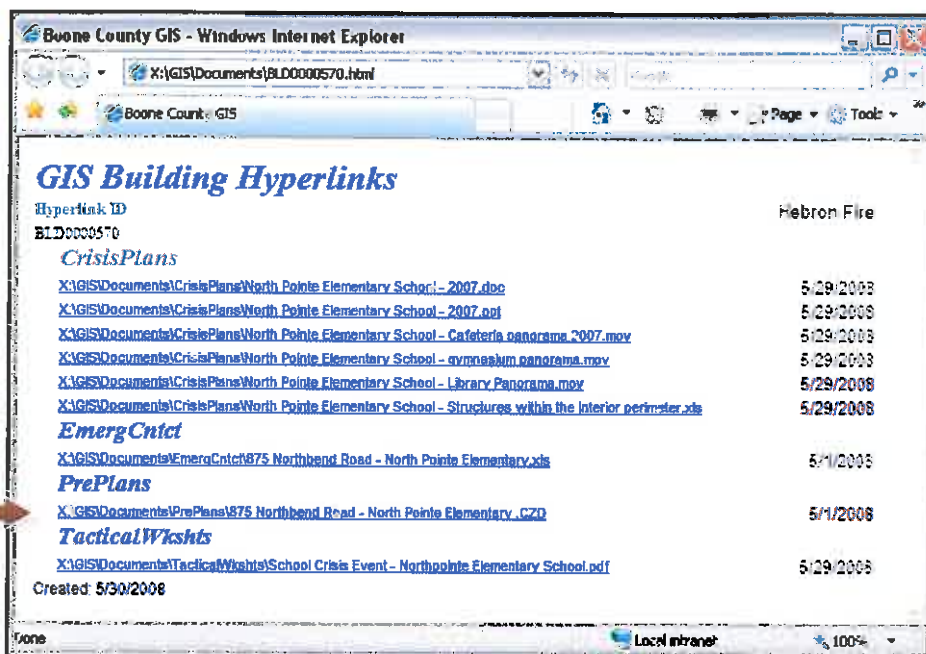 Boone County GIS - Windows Internet Explorer
X:\GIS\Documents\BLD0000570.html
Boone County GIS
Page Tools
GIS Building Hyperlinks
Hyperlink ID
Hebron Fire
BLD0000570
CrisisPlans
X:\GIS\Documents\CrisisPlans\North Pointe Elementary School - 2007.doc 5/29/2008
X:\GIS\Documents\CrisisPlans\North Pointe Elementary School - 2007.ppt 5/29/2008
X:\GIS\Documents\CrisisPlans\North Pointe Elementary School - Cafeteria panorama 2007.mov 5/29/2008
X:\GIS\Documents\CrisisPlans\North Pointe Elementary School - gymnasium panorama.mov 5/29/2008
X:\GIS\Documents\CrisisPlans\North Pointe Elementary School - Library Panorama.mov 5/29/2008
X:\GIS\Documents\CrisisPlans\North Pointe Elementary School - Structures within the interior perimeter.xls 5/29/2008
EmergCntct
X:\GIS\Documents\EmergCntct\875 Northbend Road - North Pointe Elementary.xls 5/1/2008
PrePlans
X:\GIS\Documents\PrePlans\875 Northbend Road - North Pointe Elementary .CZD 5/1/2008
TacticalWkshts
X:\GIS\Documents\TacticalWkshts\School Crisis Event - Northpointe Elementary School.pdf 5/29/2008
Created: 5/30/2008
Done Local intranet 100%